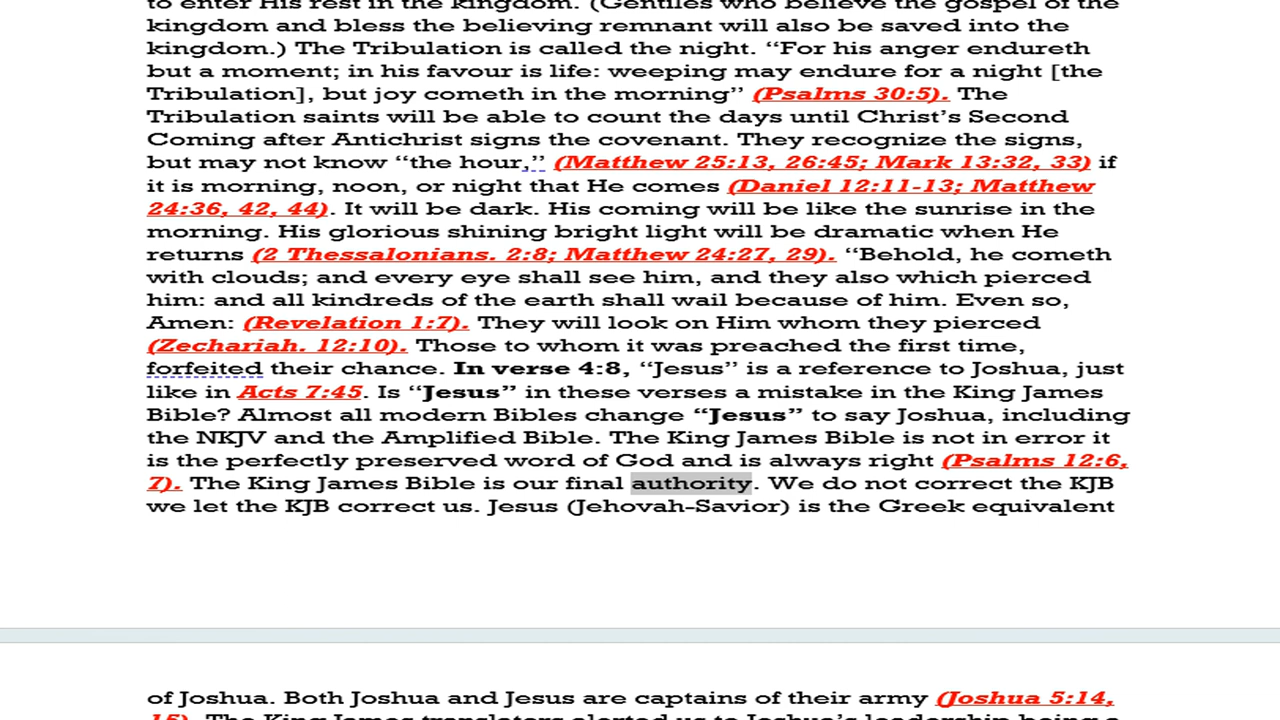 to enter His rest in the kingdom. (Gentiles who believe the gospel of the
kingdom and bless the believing remnant will also be saved into the
kingdom.) The Tribulation is called the night. “For his anger endureth
but a moment; in his favour is life: weeping may endure for a night [the
Tribulation], but joy cometh in the morning” (Psalms 30:5). The
Tribulation saints will be able to count the days until Christ’s Second
Coming after Antichrist signs the covenant. They recognize the signs,
but may not know “the hour,” (Matthew 25:13, 26:45; Mark 13:32, 33) if
it is morning, noon, or night that He comes (Daniel 12:11-13; Matthew
24:36, 42, 44). It will be dark. His coming will be like the sunrise in the
morning. His glorious shining bright light will be dramatic when He
returns (2 Thessalonians. 2:8; Matthew 24:27, 29). “Behold, he cometh
with clouds; and every eye shall see him, and they also which pierced
him: and all kindreds of the earth shall wail because of him. Even so,
Amen: (Revelation 1:7). They will look on Him whom they pierced
(Zechariah. 12:10). Those to whom it was preached the first time,
forfeited their chance. In verse 4:8, “Jesus” is a reference to Joshua, just
like in Acts 7:45. Is “Jesus” in these verses a mistake in the King James
Bible? Almost all modern Bibles change “Jesus” to say Joshua, including
the NKJV and the Amplified Bible. The King James Bible is not in error it
is the perfectly preserved word of God and is always right (Psalms 12:6,
7). The King James Bible is our final authority. We do not correct the KJB
we let the KJB correct us. Jesus (Jehovah-Savior) is the Greek equivalent
of Joshua. Both Joshua and Jesus are captains of their army (Joshua 5:14,
15). The King James translators alerted us to Joshua’s leadership being a